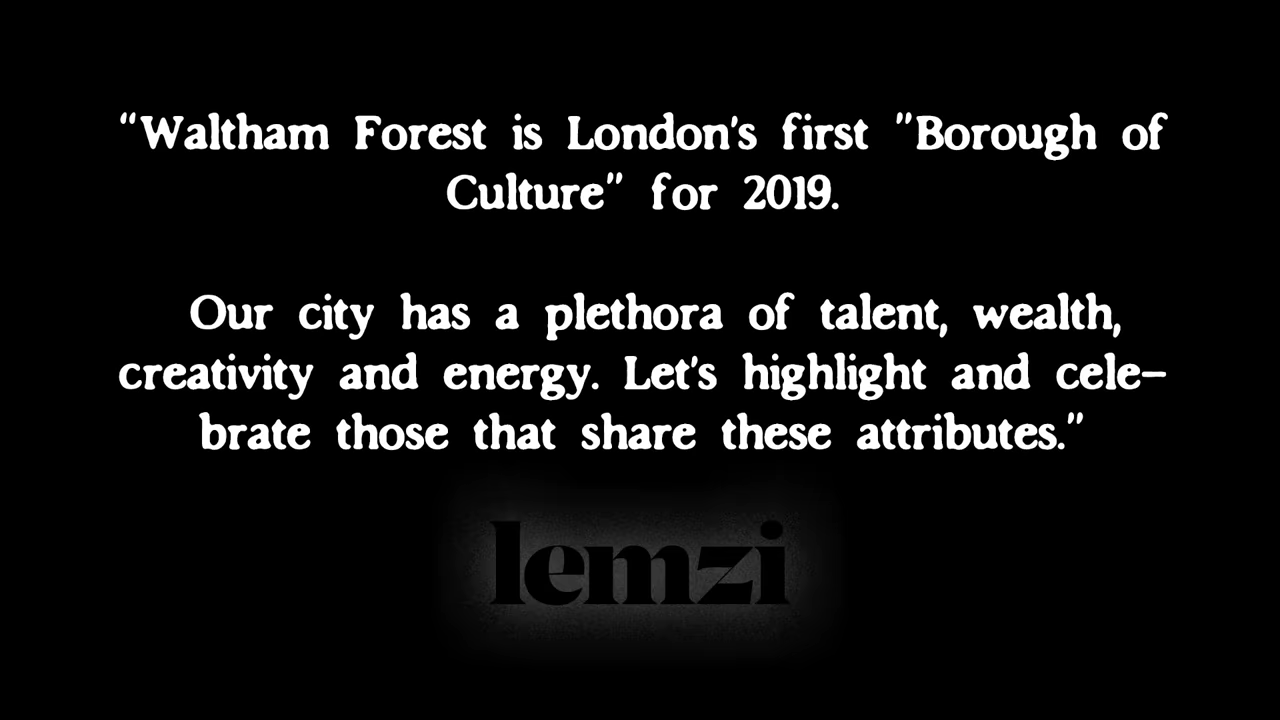 “Waltham Forest is London's first "Borough of
Culture" for 2019.
Our city has a plethora of talent, wealth,
creativity and energy. Let's highlight and cele-
brate those that share these attributes."
lemzi